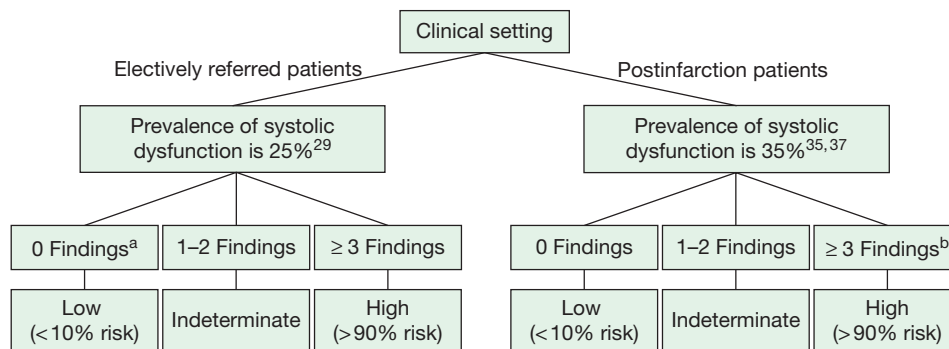 Clinical setting
Electively referred patients
Postinfarction patients
Prevalence of systolic
dysfunction is 25%29
Prevalence of systolic
dysfunction is 35%35,37
0 Findingsa
1–2 Findings
≥ 3 Findings
0 Findings
1–2 Findings
≥ 3 Findingsb
Low
(<10% risk)
Indeterminate
High
(>90% risk)
Low
(<10% risk)
Indeterminate
High
(>90% risk)